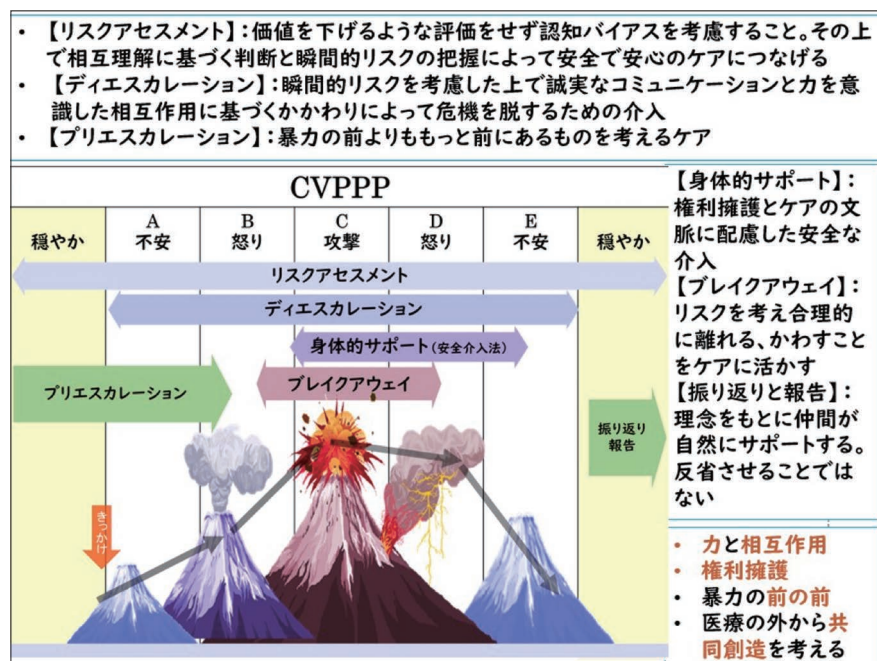 • 【リスクアセスメント】：価値を下げるような評価をせず認知バイアスを考慮すること。その上
で相互理解に基づく判断と瞬間的リスクの把握によって安全で安心のケアにつなげる
• 【ディエスカレーション】：瞬間的リスクを考慮した上で誠実なコミュニケーションと力を意
識した相互作用に基づくかかわりによって危機を脱するための介入
• 【プリエスカレーション】：暴力の前よりももっと前にあるものを考えるケア
CVPPP
穏やか
A
不安
B
怒り
C
攻撃
D
怒り
E
不安
穏やか
リスクアセスメント
ディエスカレーション
身体的サポート(安全介入法)
プリエスカレーション
ブレイクアウェイ
きっかけ
振り返り
報告
【身体的サポート】：
権利擁護とケアの文
脈に配慮した安全な
介入
【ブレイクアウェイ】：
リスクを考え合理的
に離れる、かわすこと
をケアに活かす
【振り返りと報告】：
理念をもとに仲間が
自然にサポートする。
反省させることでは
ない
• 力と相互作用
• 権利擁護
• 暴力の前の前
• 医療の外から共
同創造を考える